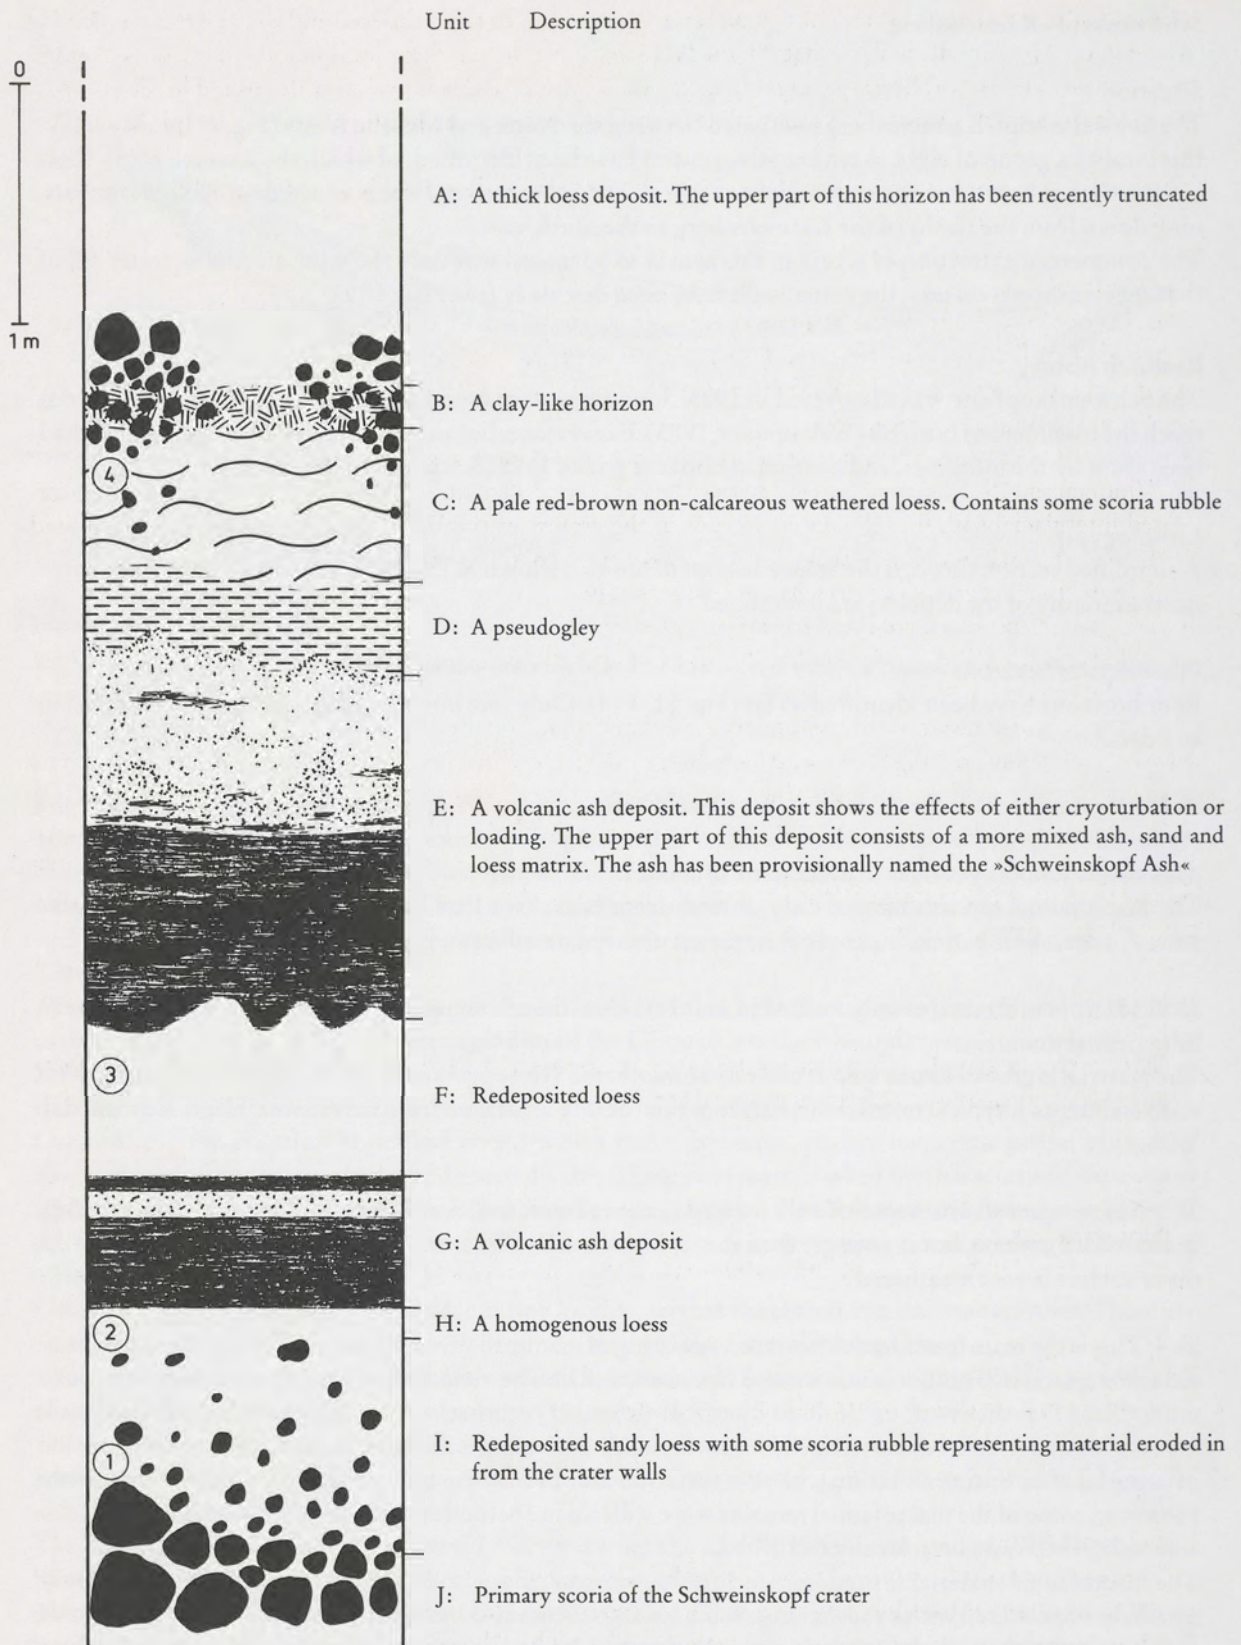 Unit Description
0
1 m
A: A thick loess deposit. The upper part of this horizon has been recently truncated
B: A clay-like horizon
4
C: A pale red-brown non-calcareous weathered loess. Contains some scoria rubble
D: A pseudogley
E: A volcanic ash deposit. This deposit shows the effects of either cryoturbation or
loading. The upper part of this deposit consists of a more mixed ash, sand and
loess matrix. The ash has been provisionally named the »Schweinskopf Ash«
3
F: Redeposited loess
G: A volcanic ash deposit
2
H: A homogenous loess
I: Redeposited sandy loess with some scoria rubble representing material eroded in
from the crater walls
1
J: Primary scoria of the Schweinskopf crater